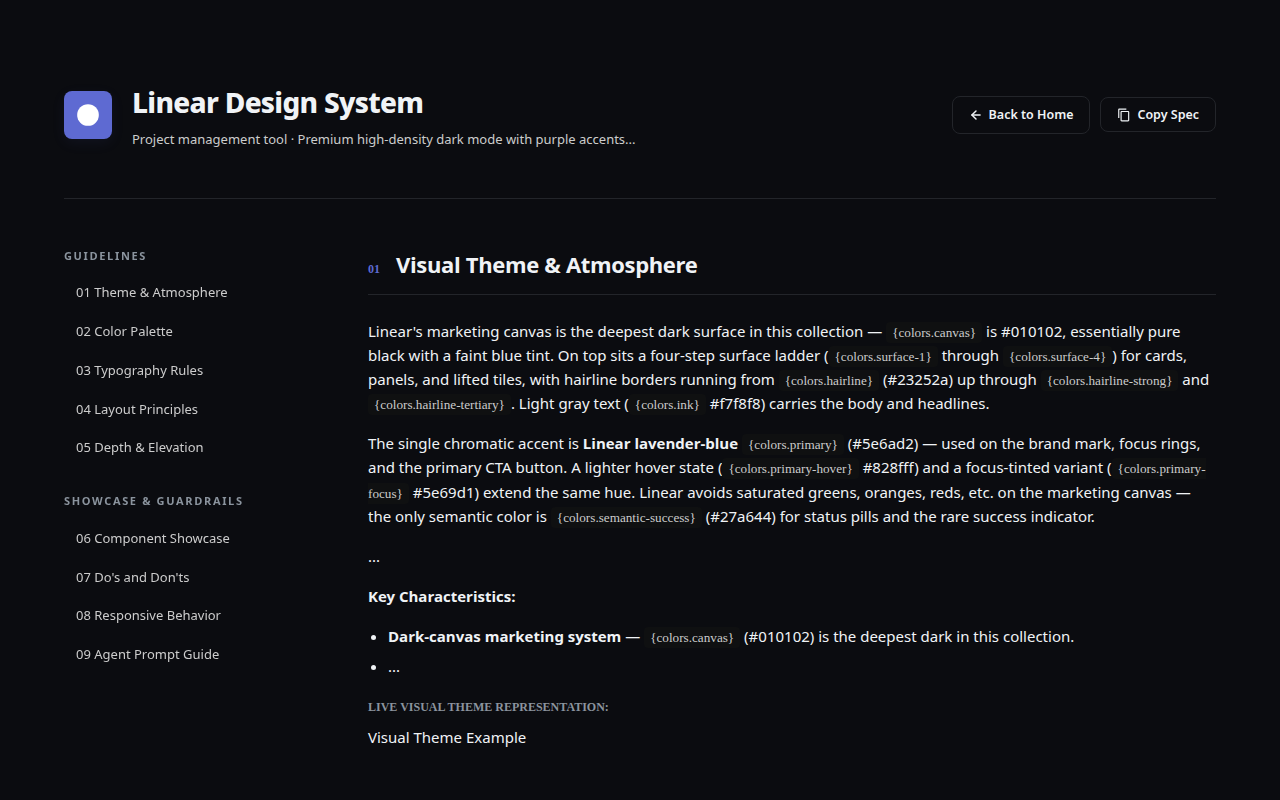 Linear Design System
Project management tool · Premium high-density dark mode with purple accents...
Back to Home
Copy Spec
GUIDELINES
01 Theme & Atmosphere
02 Color Palette
03 Typography Rules
04 Layout Principles
05 Depth & Elevation
SHOWCASE & GUARDRAILS
06 Component Showcase
07 Do's and Don'ts
08 Responsive Behavior
09 Agent Prompt Guide
01 Visual Theme & Atmosphere
Linear's marketing canvas is the deepest dark surface in this collection — {colors.canvas} is #010102, essentially pure
black with a faint blue tint. On top sits a four-step surface ladder ( {colors.surface-1} through {colors.surface-4} ) for cards,
panels, and lifted tiles, with hairline borders running from {colors.hairline} (#23252a) up through {colors.hairline-strong} and
{colors.hairline-tertiary} . Light gray text ( {colors.ink} #f7f8f8) carries the body and headlines.
The single chromatic accent is Linear lavender-blue {colors.primary} (#5e6ad2) — used on the brand mark, focus rings,
and the primary CTA button. A lighter hover state ( {colors.primary-hover} #828fff) and a focus-tinted variant ( {colors.primary-
focus} #5e69d1) extend the same hue. Linear avoids saturated greens, oranges, reds, etc. on the marketing canvas —
the only semantic color is {colors.semantic-success} (#27a644) for status pills and the rare success indicator.
...
Key Characteristics:
• Dark-canvas marketing system — {colors.canvas} (#010102) is the deepest dark in this collection.
• ...
LIVE VISUAL THEME REPRESENTATION:
Visual Theme Example